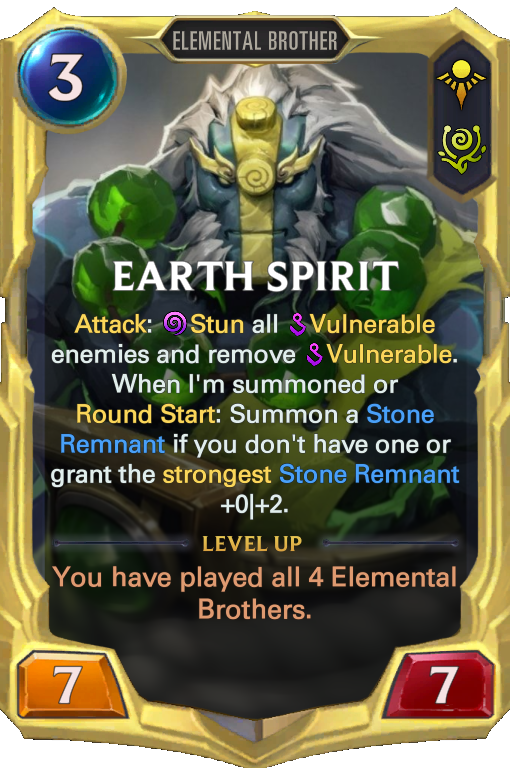 ELEMENTAL BROTHER
3
EARTH SPIRIT
Attack: Stun all Vulnerable
enemies and remove Vulnerable.
When I'm summoned or
Round Start: Summon a Stone
Remnant if you don't have one or
grant the strongest Stone Remnant
+0|+2.
LEVEL UP
You have played all 4 Elemental
Brothers.
7
7